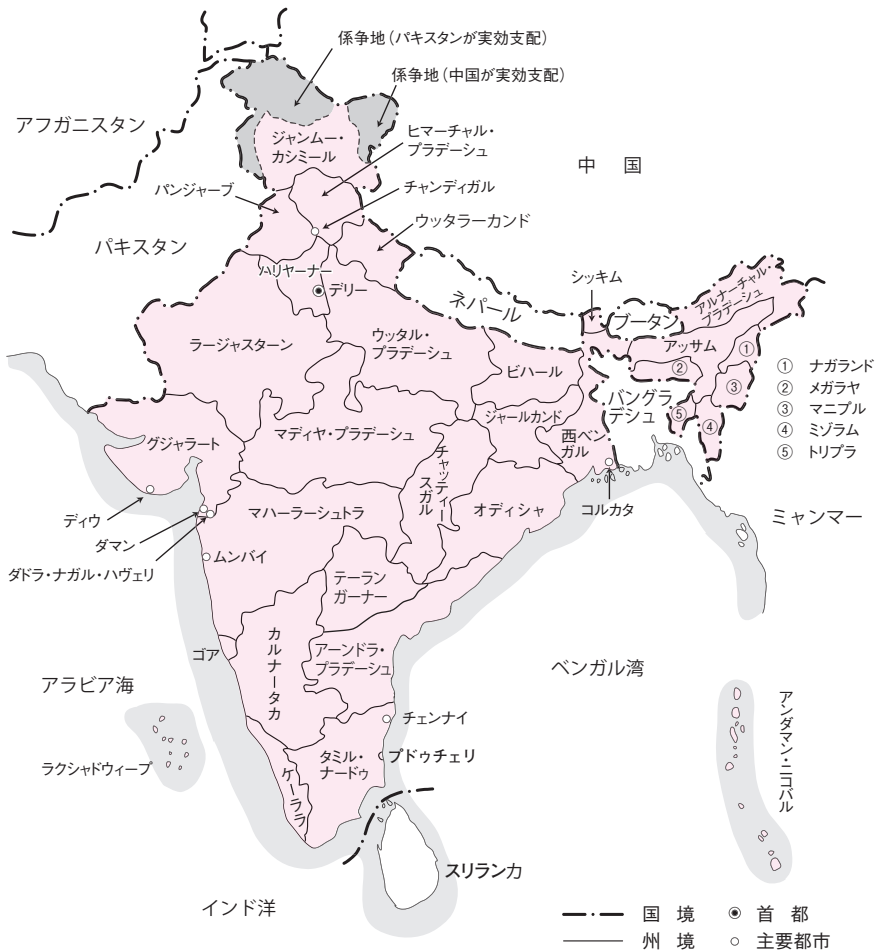 係争地（パキスタンが実効支配）
係争地（中国が実効支配）
アフガニスタン
ジャンムー・
カシミール
ヒマーチャル・
プラデーシュ
中 国
パンジャーブ
チャンディガル
ウッタラーカンド
パキスタン
ハリヤーナー
デリー
ネパール
シッキム
ブータン
アルナーチャル・
プラデーシュ
ラージャスターン
ウッタル・
プラデーシュ
アッサム
ビハール
バングラ
デシュ
①
②
③
④
⑤
① ナガランド
② メガラヤ
③ マニプル
④ ミゾラム
⑤ トリプラ
グジャラート
マディヤ・プラデーシュ
ジャールカンド
西ベン
ガル
チャッティー
スガル
ディウ
ダマン
ダドラ・ナガル・ハヴェリ
マハーラーシュトラ
オディシャ
コルカタ
ミャンマー
ムンバイ
テーラン
ガーナー
ゴア
カルナータカ
アーンドラ・
プラデーシュ
ベンガル湾
アラビア海
チェンナイ
ラクシャドウィープ
ケーララ
タミル・
ナードゥ
プドゥチェリ
アンダマン・ニコバル
スリランカ
インド洋
国 境
首 都
州 境
主要都市